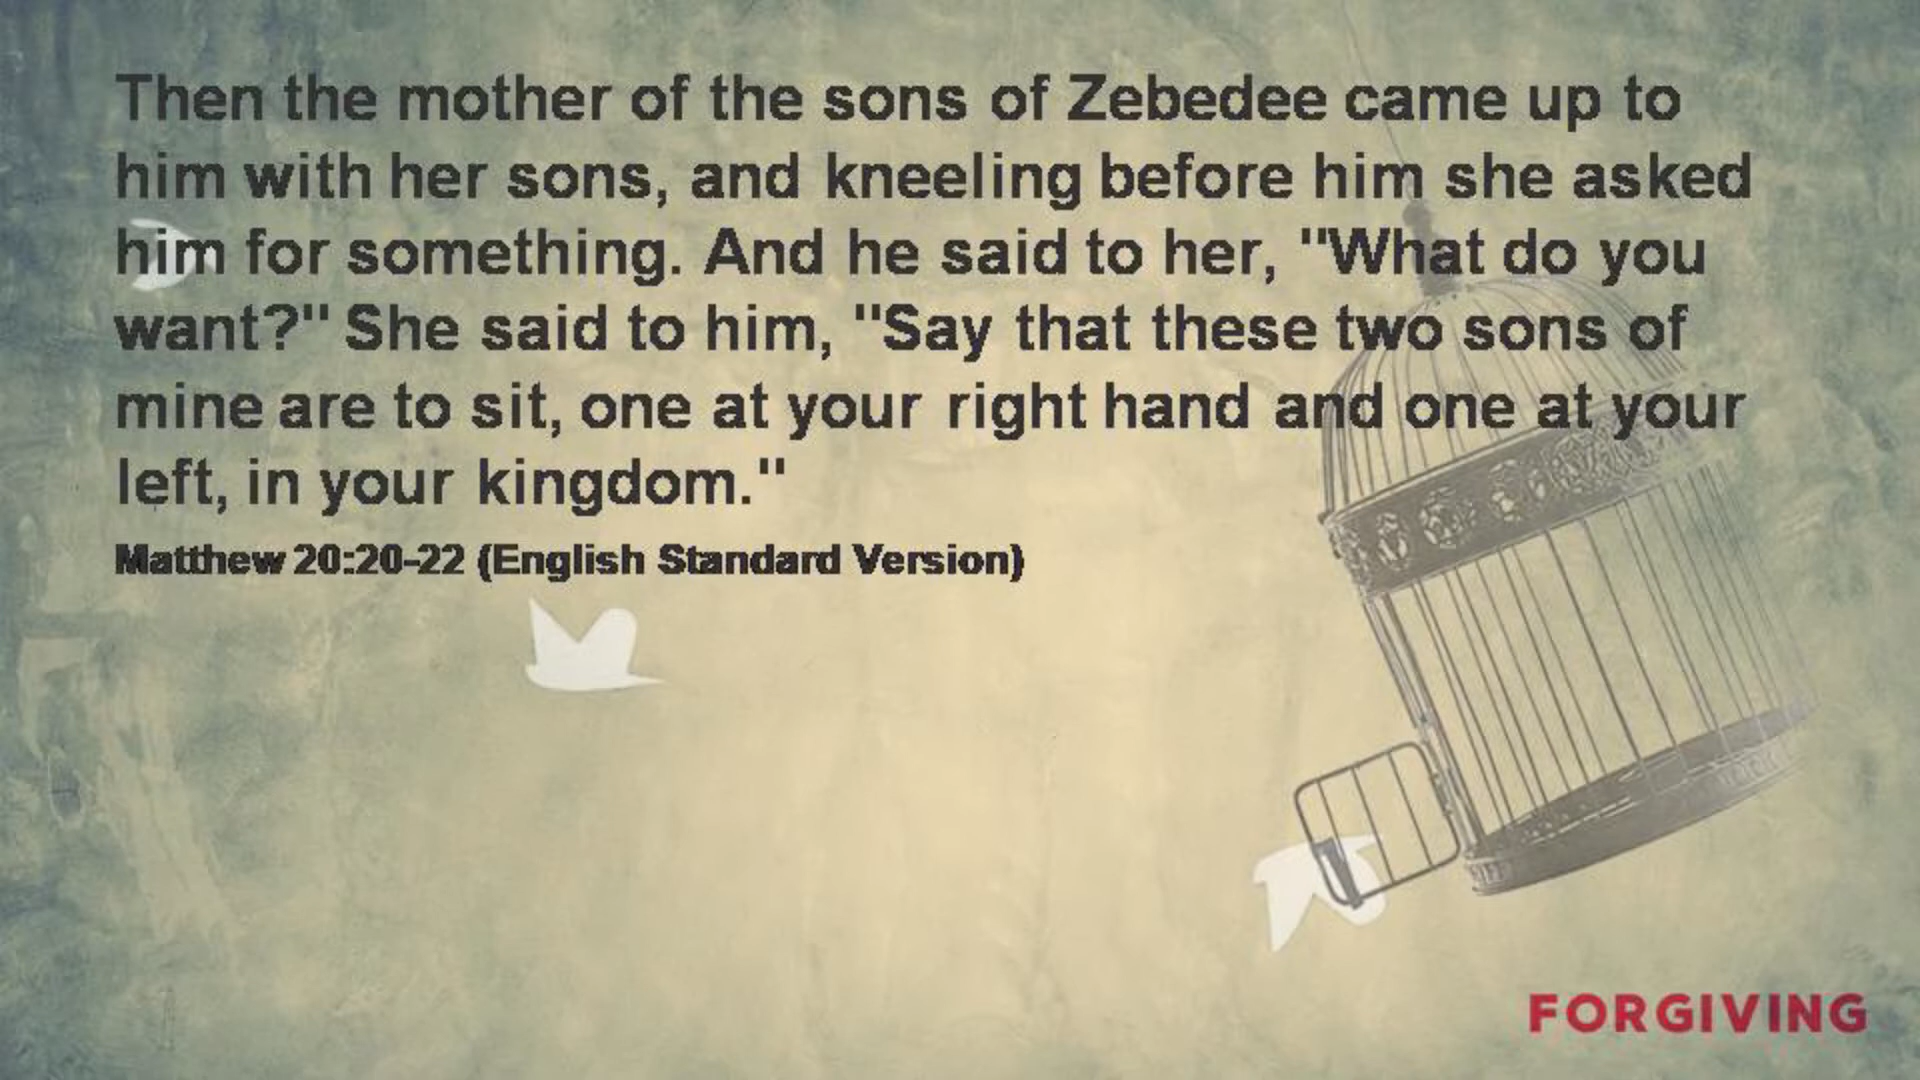 Then the mother of the sons of Zebedee came up to
him with her sons, and kneeling before him she asked
him for something. And he said to her, "What do you
want?" She said to him, "Say that these two sons of
mine are to sit, one at your right hand and one at your
left, in your kingdom."
Matthew 20:20-22 (English Standard Version)
FORGIVING